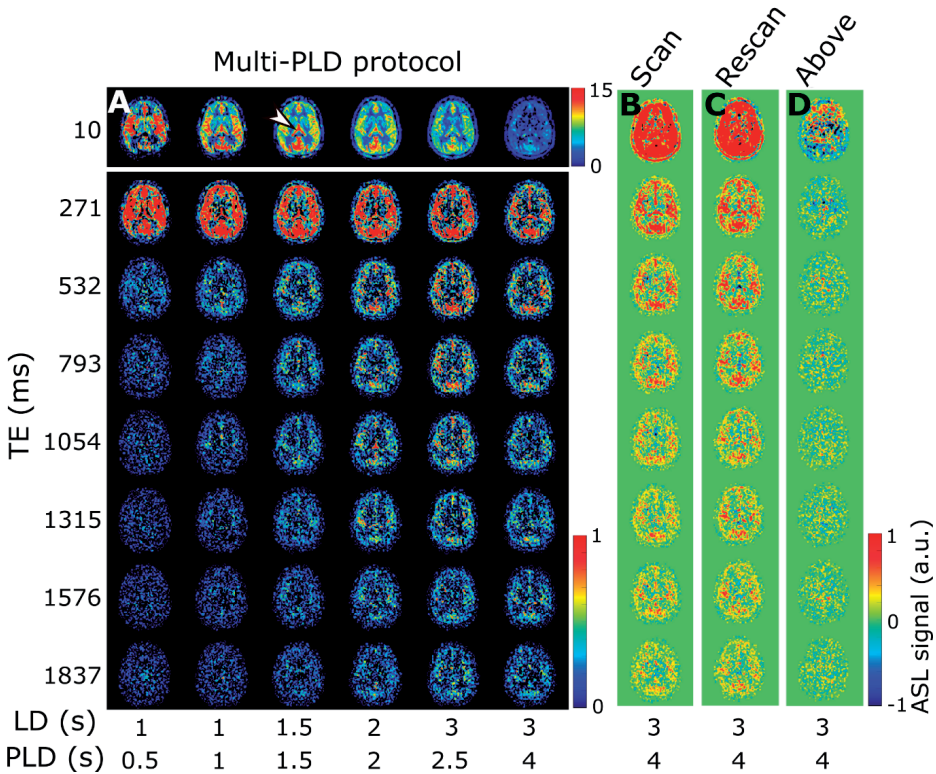 Multi-PLD protocol
Scan
Rescan
Above
A
B
C
D
10
15
0
271
532
793
1054
1315
1576
1837
TE (ms)
1
0
1
0
-1
ASL signal (a.u.)
LD (s) 1 1 1.5 2 3 3 3 3 3
PLD (s) 0.5 1 1.5 2 2.5 4 4 4 4